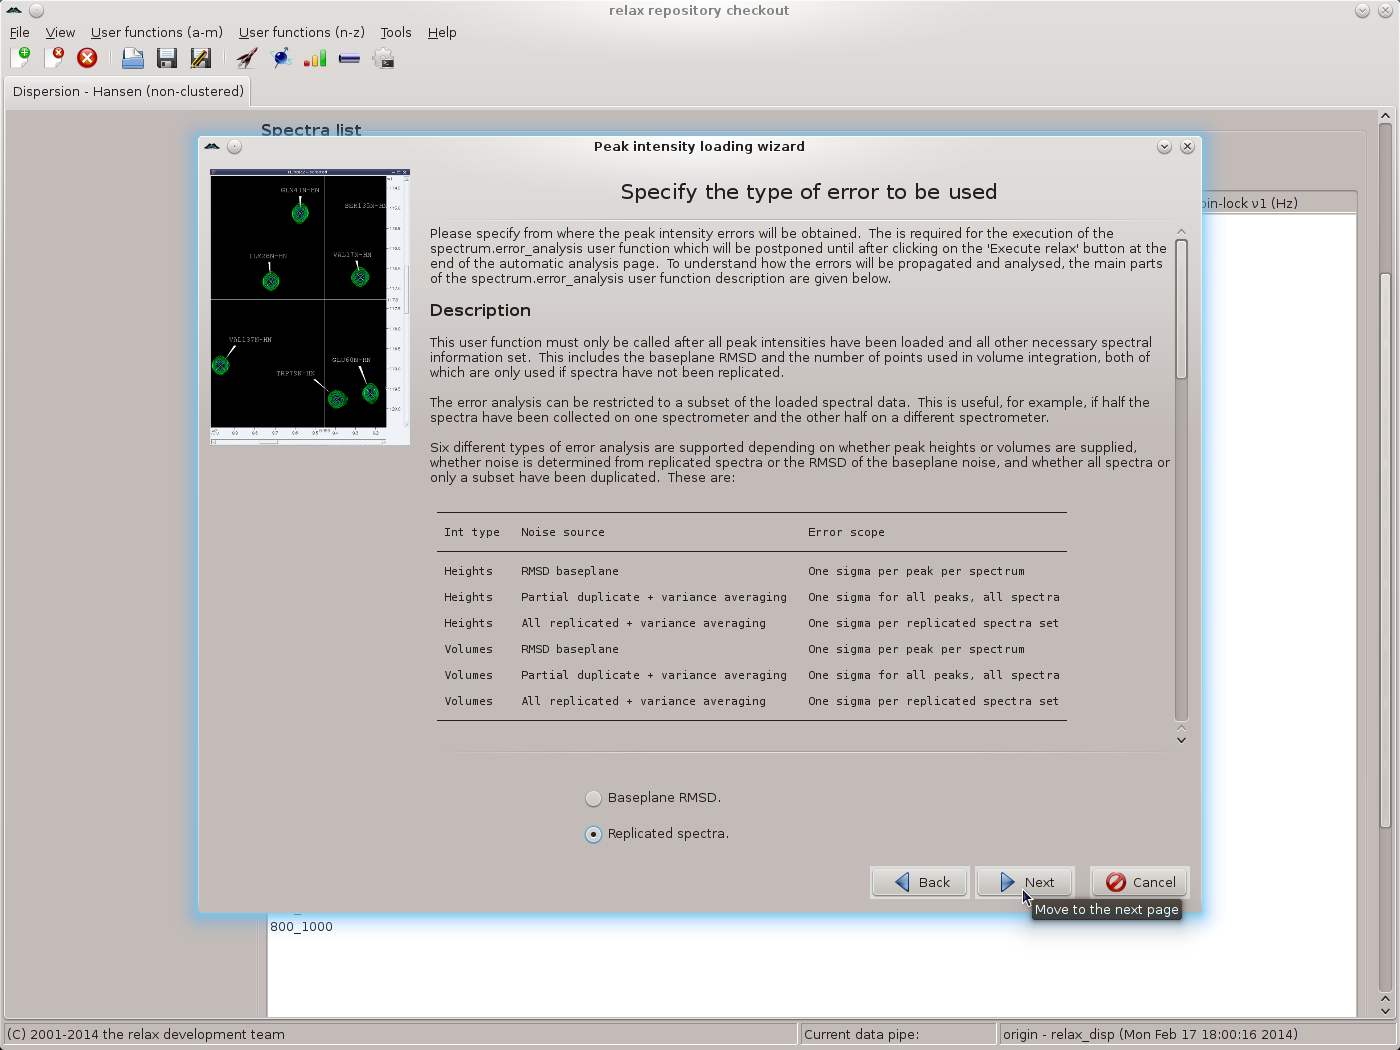 relax repository checkout
File View User functions (a-m) User functions (n-z) Tools Help
Dispersion - Hansen (non-clustered)
Spectra list
Peak intensity loading wizard
Specify the type of error to be used
Please specify from where the peak intensity errors will be obtained.  The is required for the execution of the
spectrum.error_analysis user function which will be postponed until after clicking on the 'Execute relax' button at the
end of the automatic analysis page.  To understand how the errors will be propagated and analysed, the main parts
of the spectrum.error_analysis user function description are given below.
Description
This user function must only be called after all peak intensities have been loaded and all other necessary spectral
information set.  This includes the baseplane RMSD and the number of points used in volume integration, both of
which are only used if spectra have not been replicated.
The error analysis can be restricted to a subset of the loaded spectral data.  This is useful, for example, if half the
spectra have been collected on one spectrometer and the other half on a different spectrometer.
Six different types of error analysis are supported depending on whether peak heights or volumes are supplied,
whether noise is determined from replicated spectra or the RMSD of the baseplane noise, and whether all spectra or
only a subset have been duplicated.  These are:
Int type Noise source Error scope
Heights RMSD baseplane One sigma per peak per spectrum
Heights Partial duplicate + variance averaging One sigma for all peaks, all spectra
Heights All replicated + variance averaging One sigma per replicated spectra set
Volumes RMSD baseplane One sigma per peak per spectrum
Volumes Partial duplicate + variance averaging One sigma for all peaks, all spectra
Volumes All replicated + variance averaging One sigma per replicated spectra set
Baseplane RMSD.
Replicated spectra.
Back Next Cancel
Move to the next page
VAL17N-HN
VAL137N-HN
GLU60N-HN
pin-lock ν1 (Hz)
800_1000
(C) 2001-2014 the relax development team
Current data pipe:
origin - relax_disp (Mon Feb 17 18:00:16 2014)